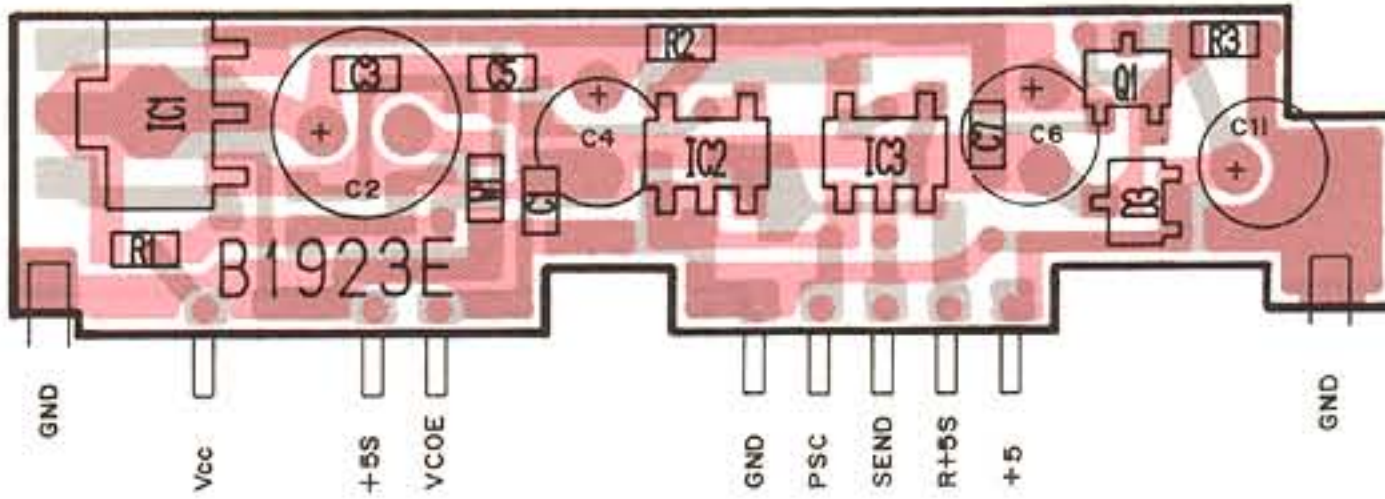 R2
R3
C3
C5
Q1
IC1
C4
C7
C6
C11
IC2
IC3
C2
C1
D3
R1
B1923E
GND
Vcc
+5S
VCOE
GND
PSC
SEND
R+5S
+5
GND